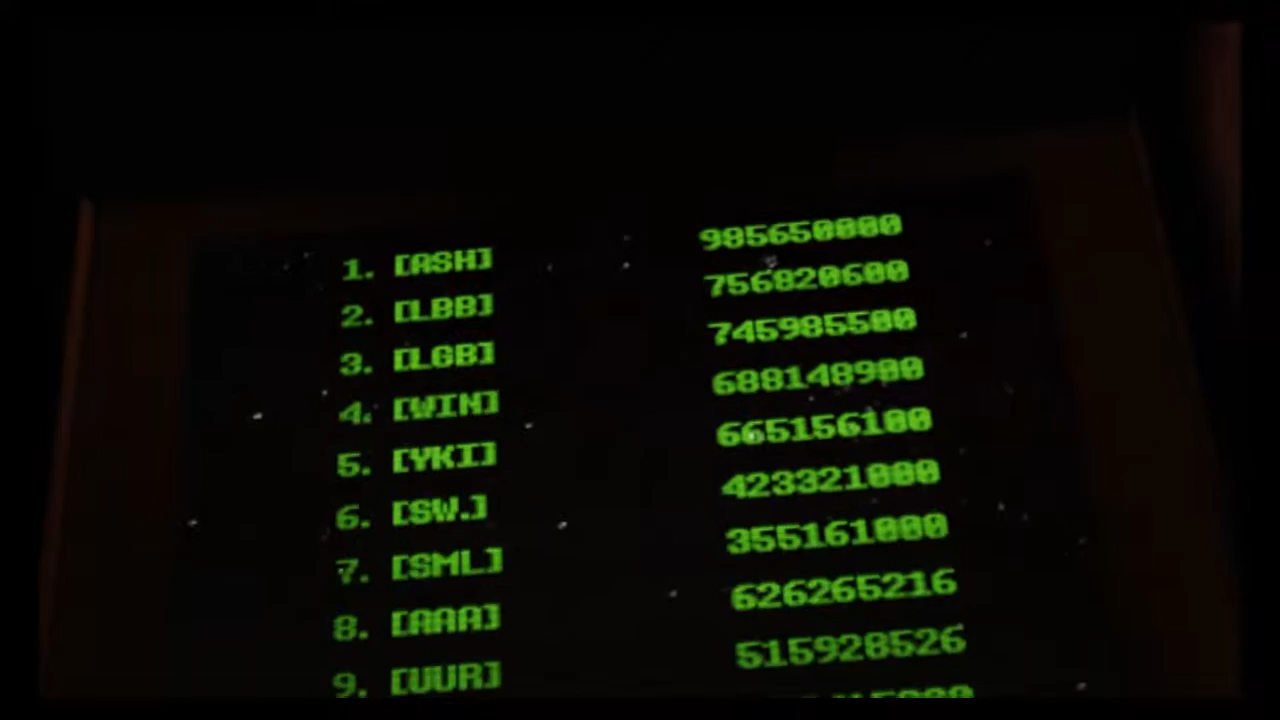 1. [ASH] 985650000
2. [LBB] 756820600
3. [LGB] 745985500
4. [WIN] 688148900
5. [YKI] 665156100
6. [SW.] 423321000
7. [SML] 355161000
8. [AAA] 626265216
9. [UUR] 515928526